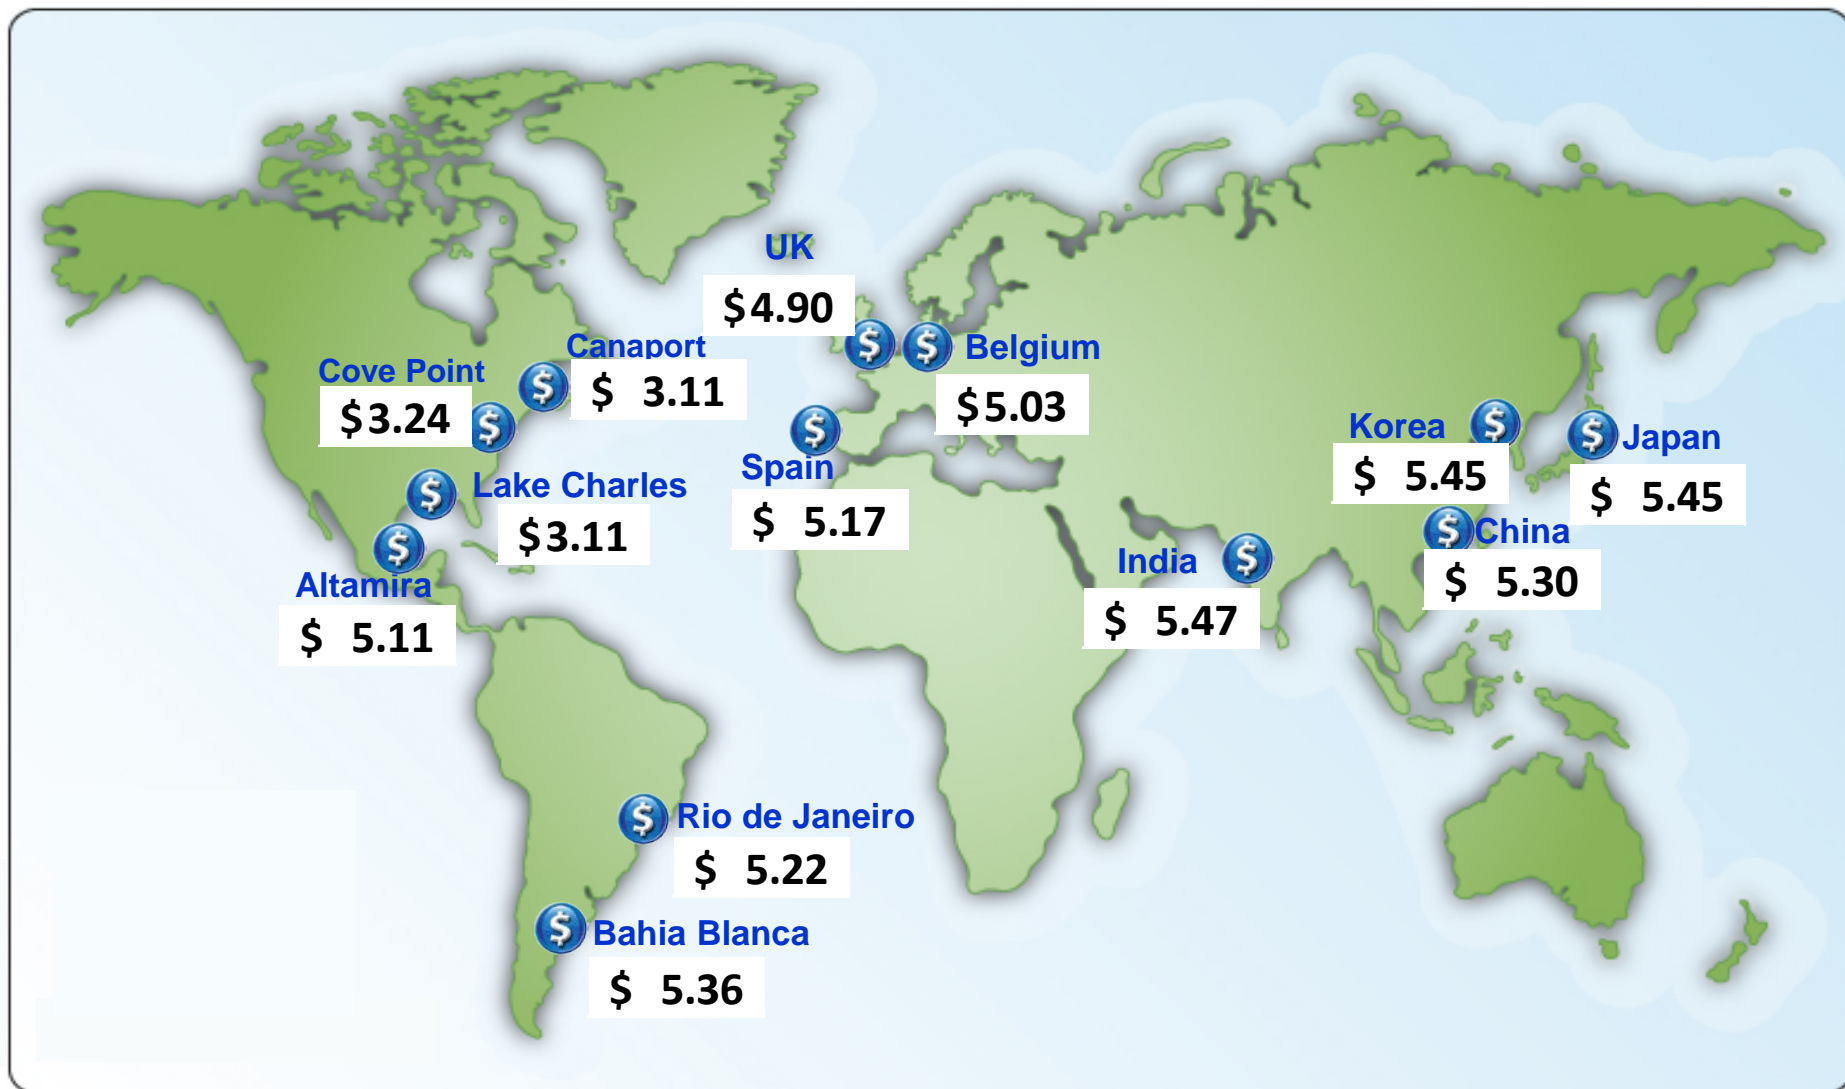 UK
$4.90
Belgium
$5.03
Canaport
$ 3.11
Cove Point
$3.24
Lake Charles
$3.11
Altamira
$ 5.11
Spain
$ 5.17
Korea
$ 5.45
Japan
$ 5.45
China
$ 5.30
India
$ 5.47
Rio de Janeiro
$ 5.22
Bahia Blanca
$ 5.36